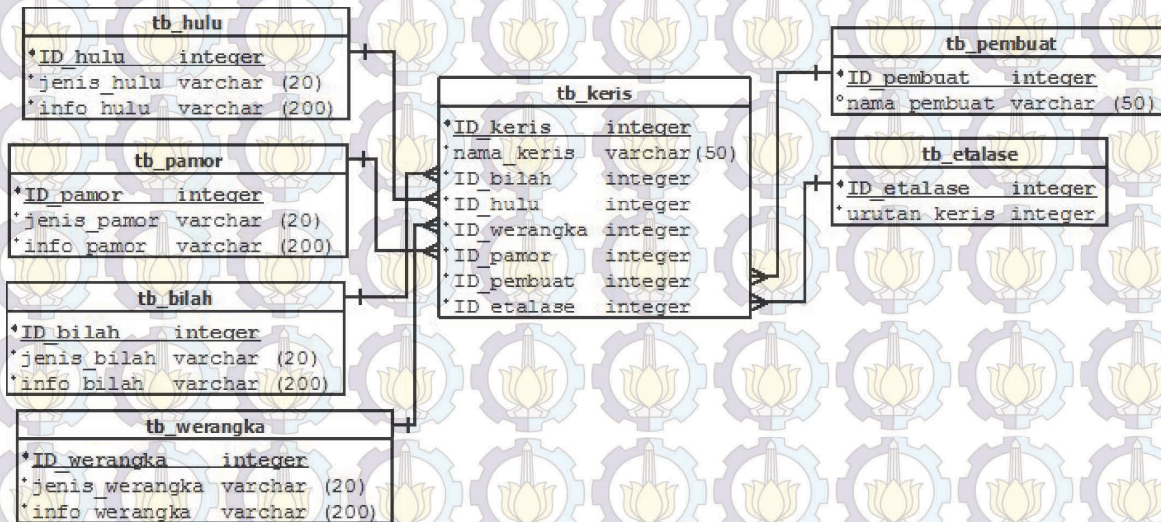 tb_hulu
*ID_hulu integer
*jenis_hulu varchar (20)
*info_hulu varchar (200)
tb_pamor
*ID_pamor integer
*jenis_pamor varchar (20)
*info_pamor varchar (200)
tb_bilah
*ID_bilah integer
*jenis_bilah varchar (20)
*info_bilah varchar (200)
tb_werangka
*ID_werangka integer
*jenis_werangka varchar (20)
*info_werangka varchar (200)
tb_keris
*ID_keris integer
*nama_keris varchar(50)
*ID_bilah integer
*ID_hulu integer
*ID_werangka integer
*ID_pamor integer
*ID_pembuat integer
*ID_etalase integer
tb_pembuat
*ID_pembuat integer
°nama_pembuat varchar (50)
tb_etalase
*ID_etalase integer
*urutan_keris integer